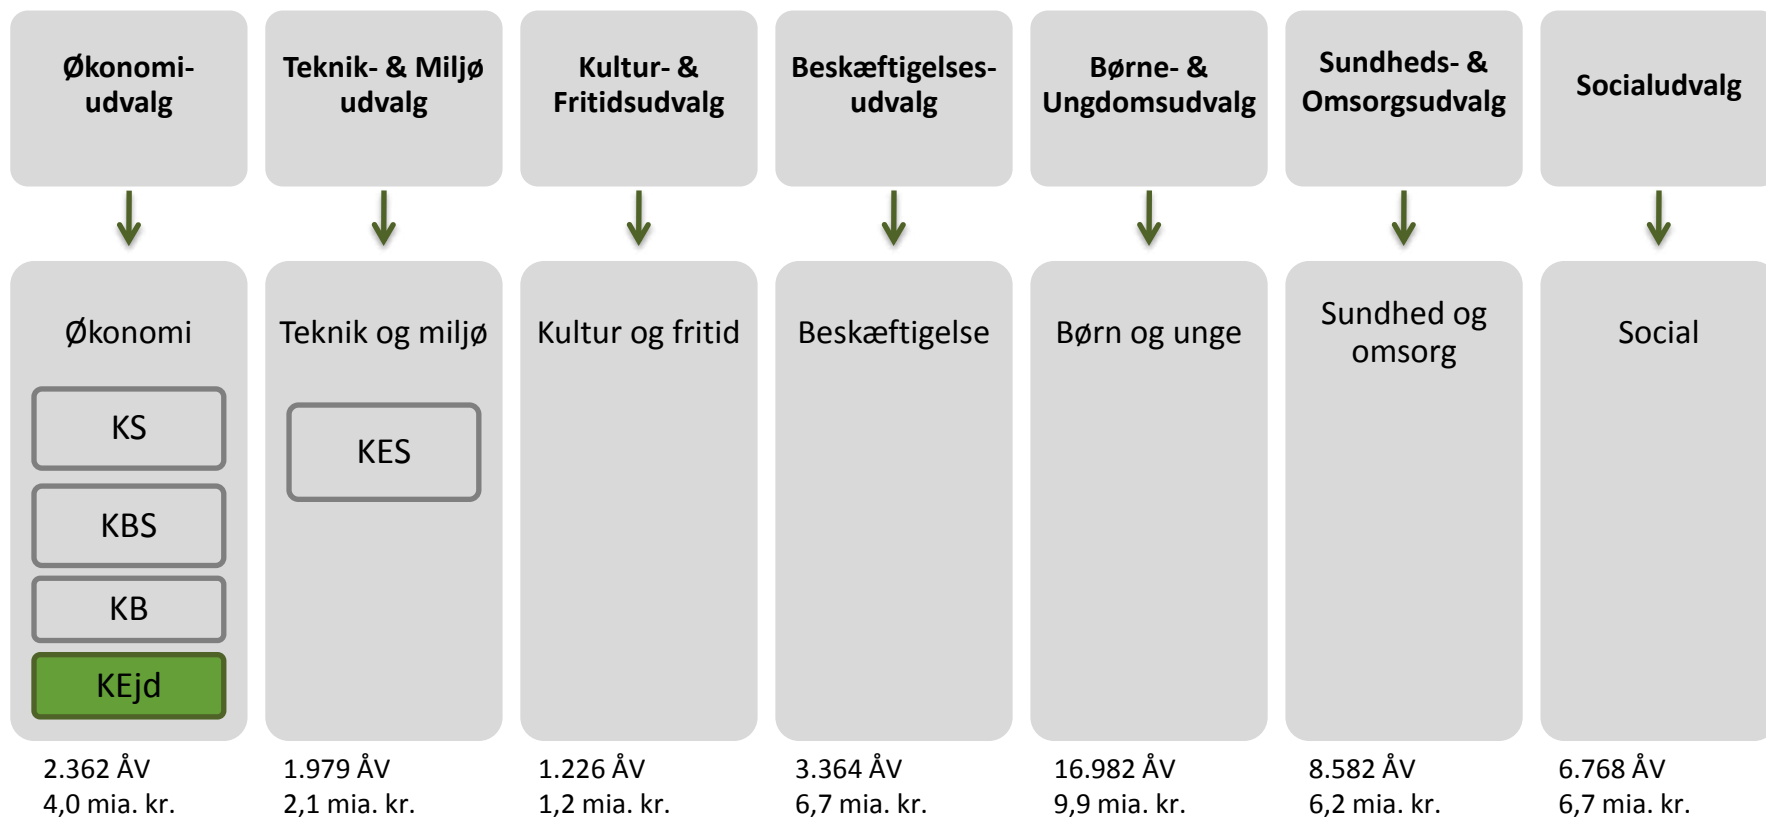 Økonomi-
udvalg
Teknik- & Miljø
udvalg
Kultur- &
Fritidsudvalg
Beskæftigelses-
udvalg
Børne- &
Ungdomsudvalg
Sundheds- &
Omsorgsudvalg
Socialudvalg
Økonomi
KS
KBS
KB
KEjd
Teknik og miljø
KES
Kultur og fritid
Beskæftigelse
Børn og unge
Sundhed og
omsorg
Social
2.362 ÅV
4,0 mia. kr.
1.979 ÅV
2,1 mia. kr.
1.226 ÅV
1,2 mia. kr.
3.364 ÅV
6,7 mia. kr.
16.982 ÅV
9,9 mia. kr.
8.582 ÅV
6,2 mia. kr.
6.768 ÅV
6,7 mia. kr.